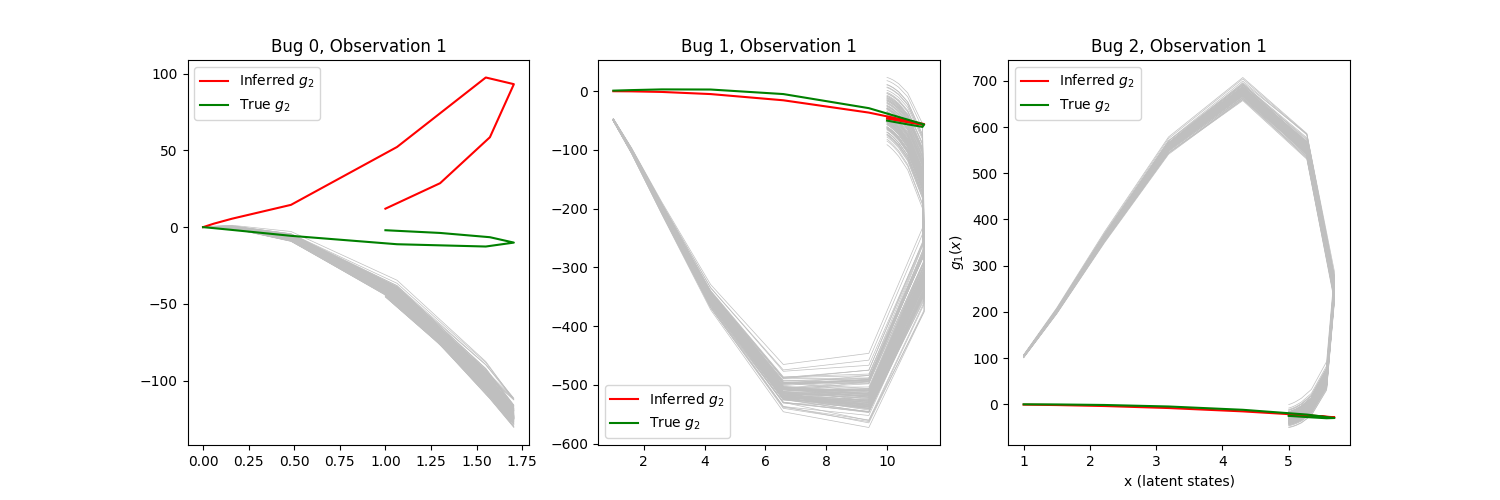 Bug 0, Observation 1
Inferred g₂
True g₂
100
50
0
−50
−100
0.00 0.25 0.50 0.75 1.00 1.25 1.50 1.75
Bug 1, Observation 1
0
−100
−200
−300
−400
−500
−600
Inferred g₂
True g₂
2 4 6 8 10
Bug 2, Observation 1
Inferred g₂
True g₂
g₁(x)
700
600
500
400
300
200
100
0
1 2 3 4 5
x (latent states)